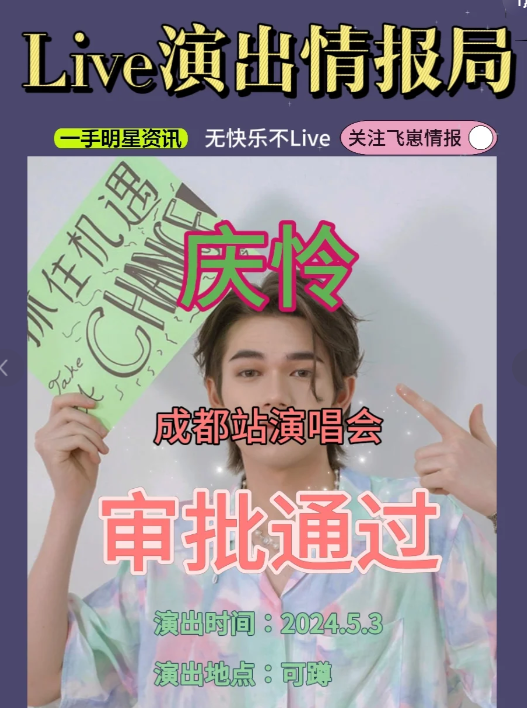 Live演出情报局
一手明星资讯 无快乐不Live 关注飞崽情报
抓住机遇
Take
CHANCE!
庆怜
成都站演唱会
审批通过
演出时间：2024.5.3
演出地点：可蹲